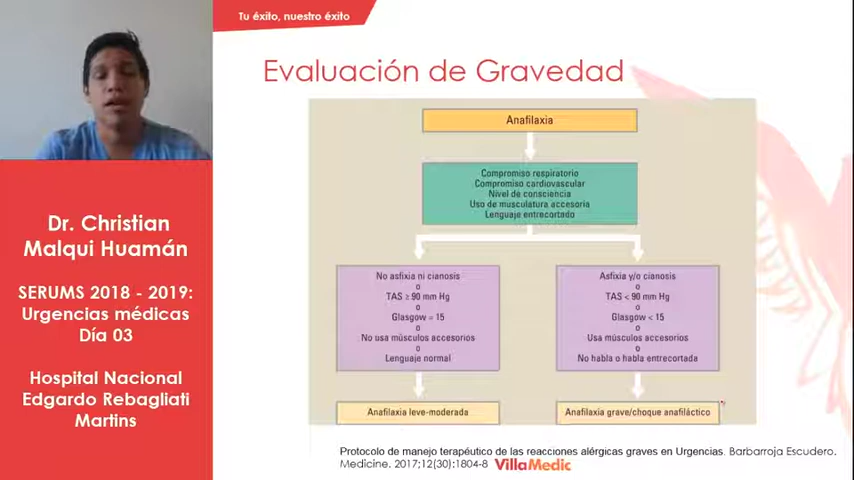 Tu éxito, nuestro éxito
Evaluación de Gravedad
Anafilaxia
Compromiso respiratorio
Compromiso cardiovascular
Nivel de consciencia
Uso de musculatura accesoria
Lenguaje entrecortado
No asfixia ni cianosis
o
TAS ≥ 90 mm Hg
o
Glasgow = 15
o
No usa músculos accesorios
o
Lenguaje normal
Anafilaxia leve-moderada
Asfixia y/o cianosis
o
TAS < 90 mm Hg
o
Glasgow < 15
o
Usa músculos accesorios
o
No habla o habla entrecortada
Anafilaxia grave/choque anafiláctico
Dr. Christian
Malqui Huamán
SERUMS 2018 - 2019:
Urgencias médicas
Día 03
Hospital Nacional
Edgardo Rebagliati
Martins
Protocolo de manejo terapéutico de las reacciones alérgicas graves en Urgencias. Barbarroja Escudero.
Medicine. 2017;12(30):1804-8
VillaMedic